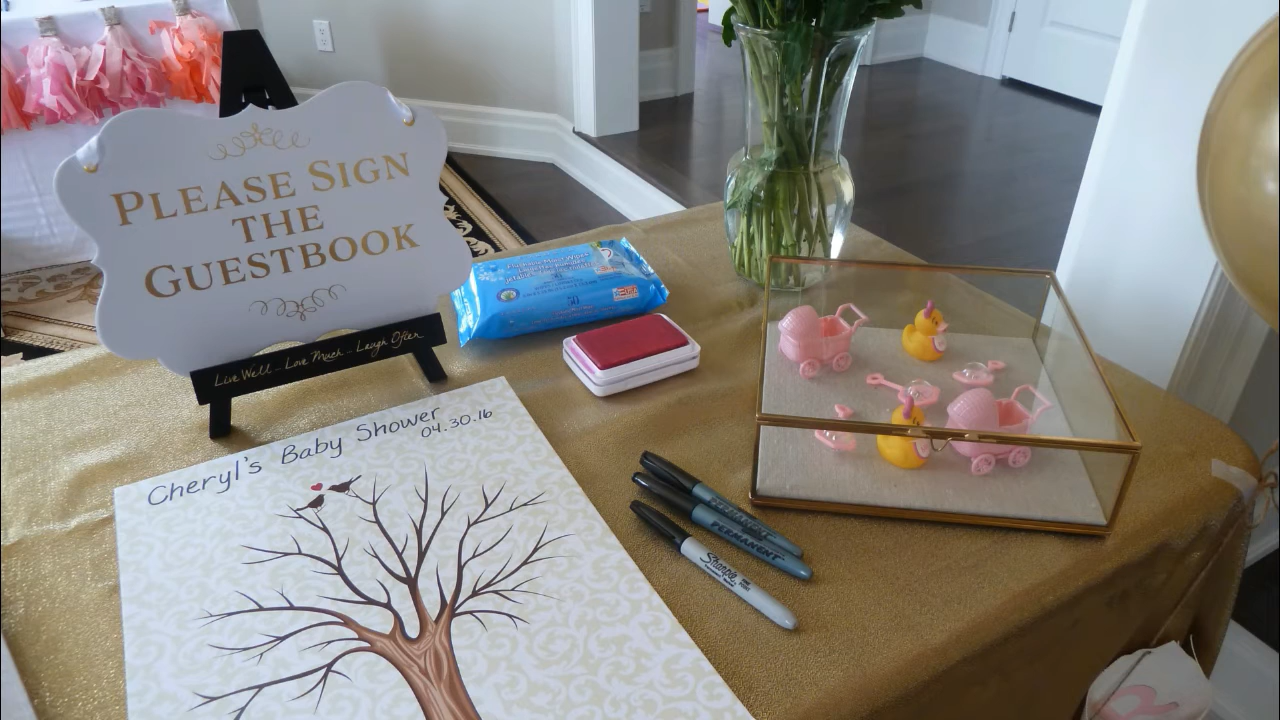 Please Sign
the
Guestbook
Live Well – Love Much – Laugh Often
50
Cheryl's Baby Shower
04.30.16
PERMANENT
PERMANENT
Sharpie